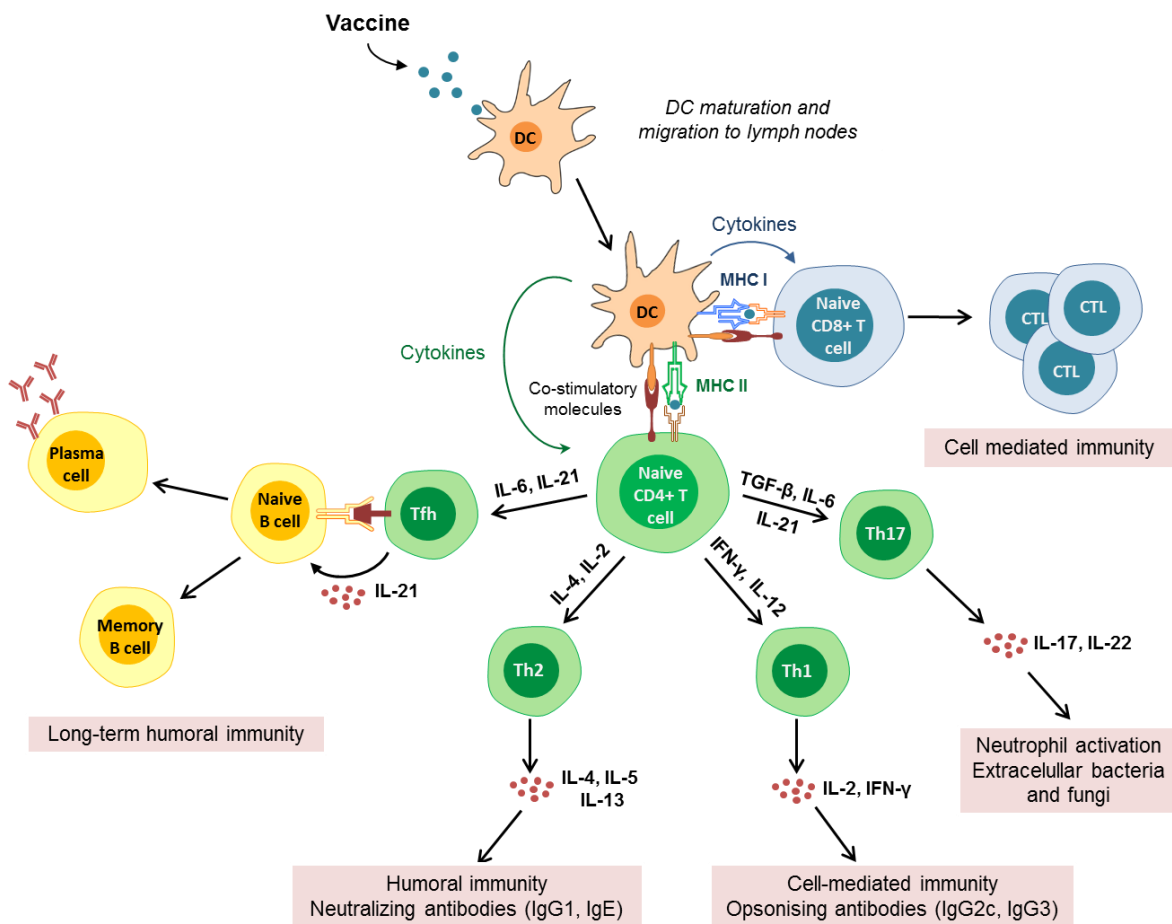 Vaccine
DC
DC maturation and
migration to lymph nodes
Cytokines
MHC I
DC
Naive
CD8+ T
cell
CTL
CTL
CTL
Cell mediated immunity
Cytokines
Co-stimulatory
molecules
MHC II
Naive
CD4+ T
cell
Plasma
cell
Naive
B cell
Tfh
IL-6, IL-21
IL-21
Memory
B cell
Long-term humoral immunity
IL-4, IL-2
Th2
IL-4, IL-5
IL-13
Humoral immunity
Neutralizing antibodies (IgG1, IgE)
IFN-γ, IL-12
Th1
IL-2, IFN-γ
Cell-mediated immunity
Opsonising antibodies (IgG2c, IgG3)
TGF-β, IL-6
IL-21
Th17
IL-17, IL-22
Neutrophil activation
Extracelullar bacteria
and fungi